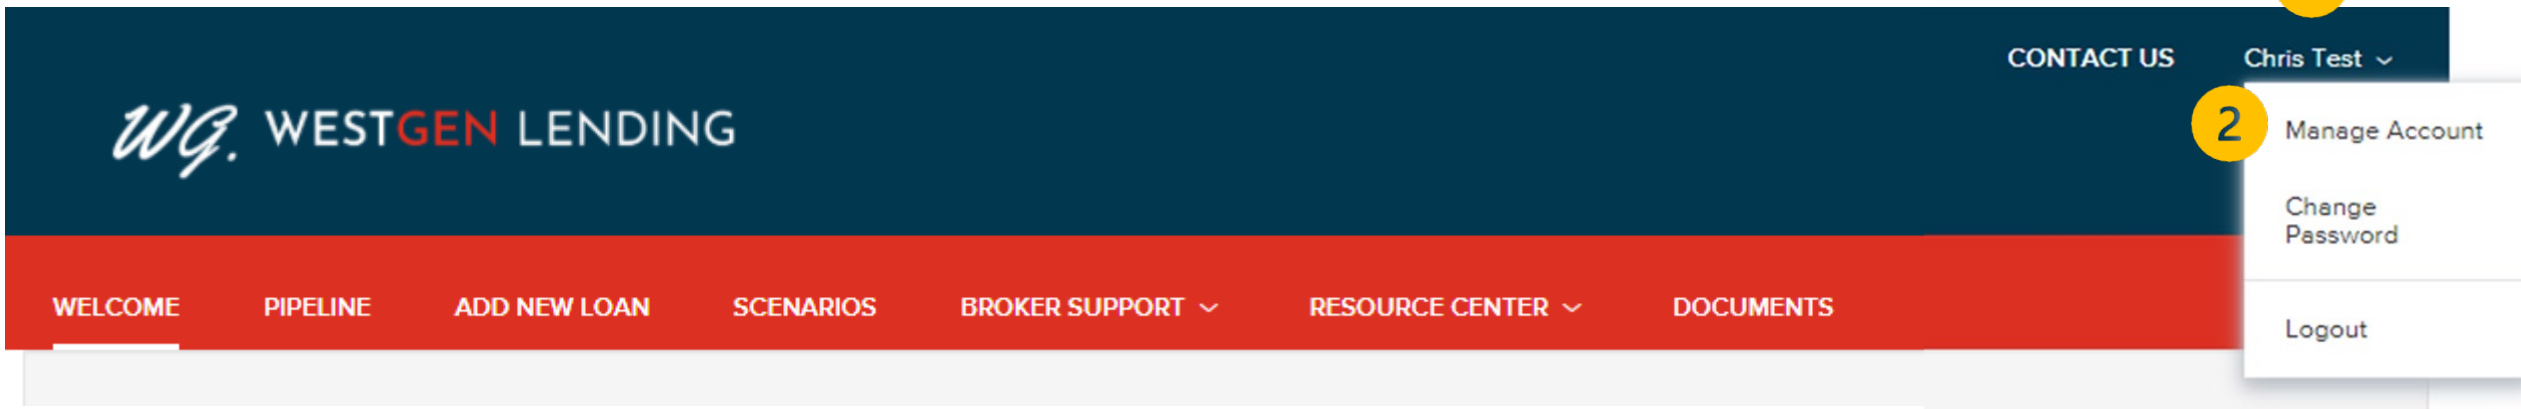 CONTACT US Chris Test
WG. WESTGEN LENDING
2 Manage Account
Change
Password
Logout
WELCOME PIPELINE ADD NEW LOAN SCENARIOS BROKER SUPPORT RESOURCE CENTER DOCUMENTS